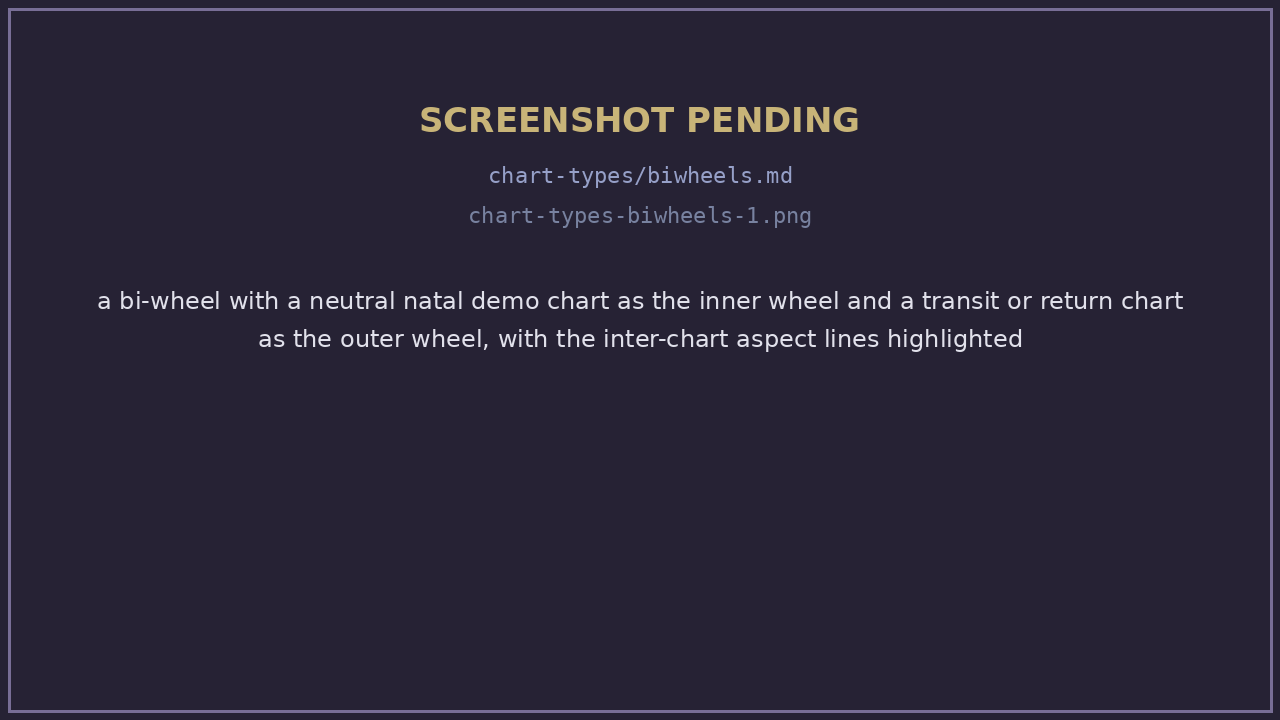 SCREENSHOT PENDING
chart-types/biwheels.md
chart-types-biwheels-1.png
a bi-wheel with a neutral natal demo chart as the inner wheel and a transit or return chart
as the outer wheel, with the inter-chart aspect lines highlighted